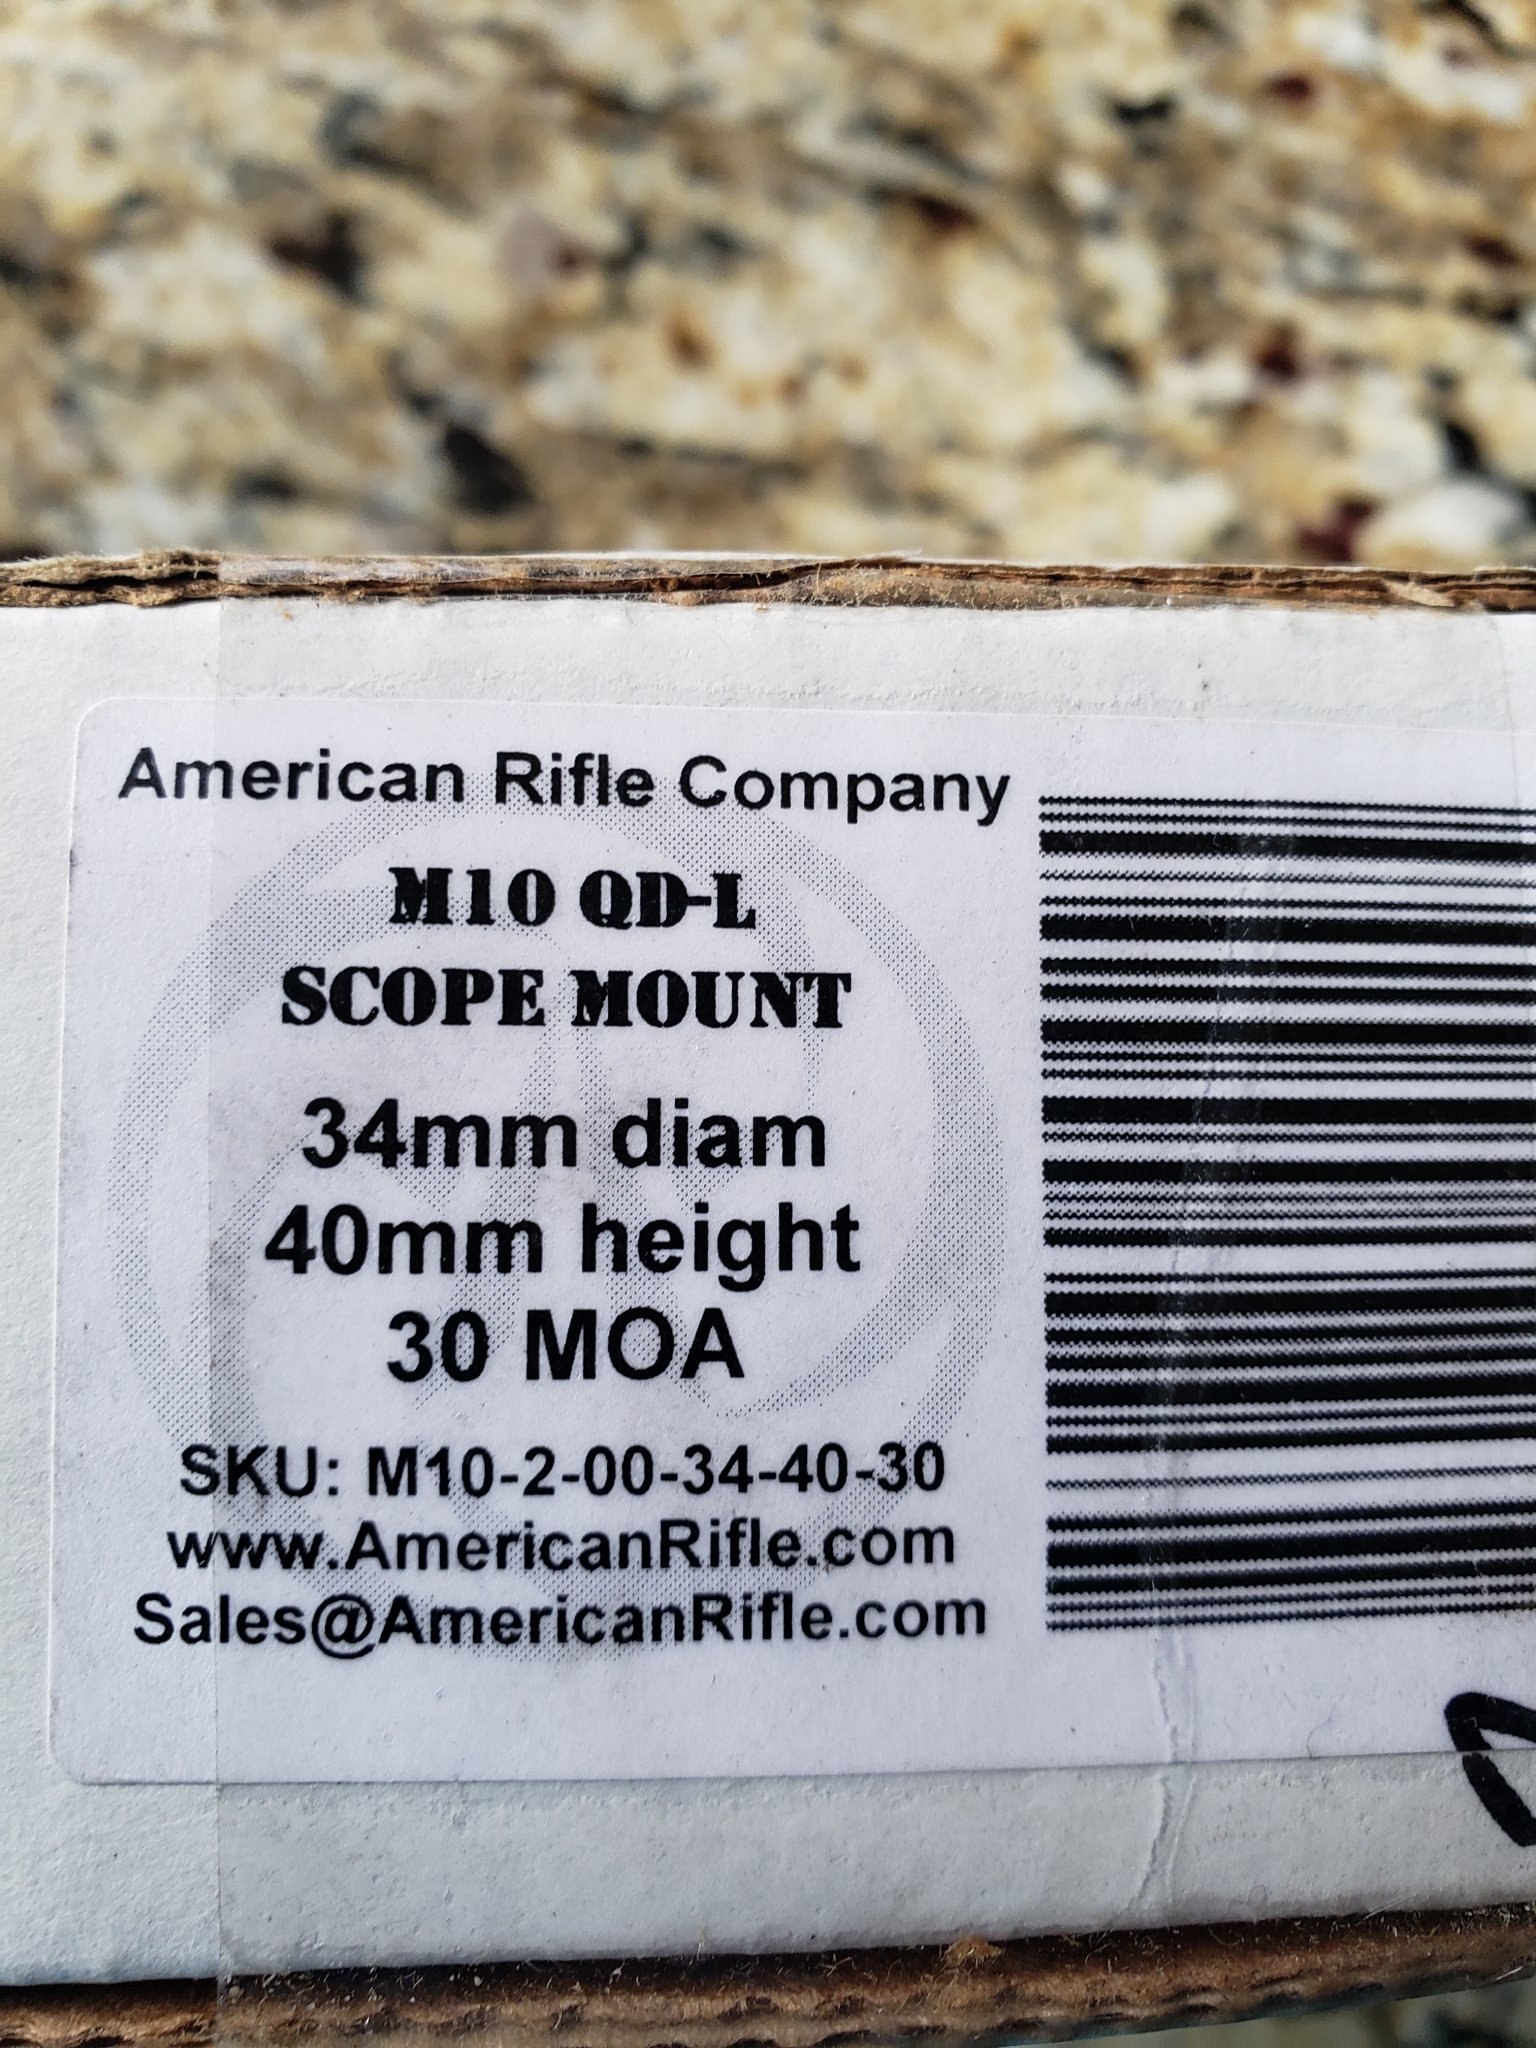 American Rifle Company
M10 QD-L
SCOPE MOUNT
34mm diam
40mm height
30 MOA
SKU: M10-2-00-34-40-30
www.AmericanRifle.com
Sales@AmericanRifle.com